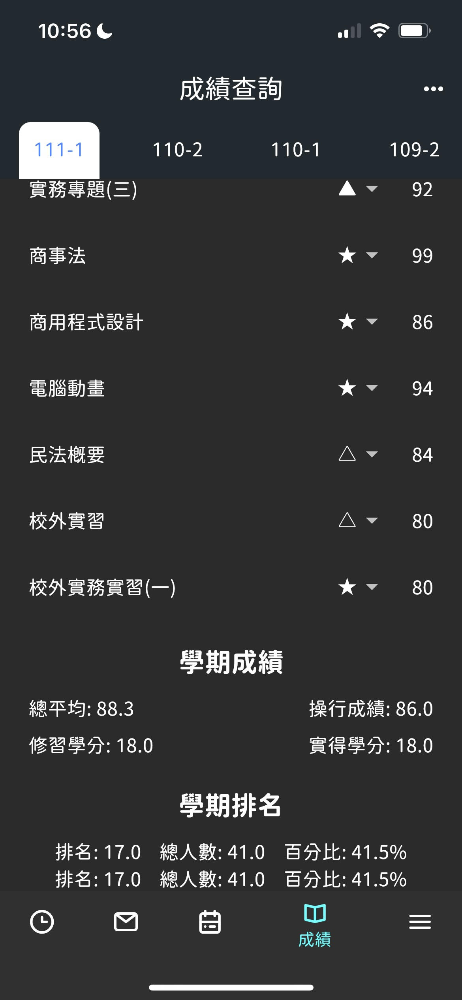 10:56
成績查詢
111-1 110-2 110-1 109-2
實務專題(三) ▲ 92
商事法 ★ 99
商用程式設計 ★ 86
電腦動畫 ★ 94
民法概要 △ 84
校外實習 △ 80
校外實務實習(一) ★ 80
學期成績
總平均: 88.3 操行成績: 86.0
修習學分: 18.0 實得學分: 18.0
學期排名
排名: 17.0 總人數: 41.0 百分比: 41.5%
排名: 17.0 總人數: 41.0 百分比: 41.5%
成績